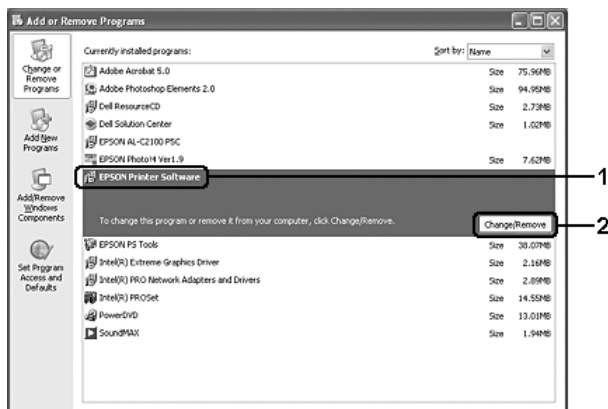 Add or Remove Programs
Change or
Remove
Programs
Add New
Programs
Add/Remove
Windows
Components
Set Program
Access and
Defaults
Currently installed programs:
Sort by: Name
Adobe Acrobat 5.0 Size 75.96MB
Adobe Photoshop Elements 2.0 Size 94.95MB
Dell ResourceCD Size 2.73MB
Dell Solution Center Size 1.02MB
EPSON AL-C2100 PSC
EPSON Photo!4 Ver1.9 Size 7.62MB
EPSON Printer Software
1
To change this program or remove it from your computer, click Change/Remove.
Change/Remove
2
EPSON PS Tools Size 38.07MB
Intel(R) Extreme Graphics Driver Size 2.16MB
Intel(R) PRO Network Adapters and Drivers Size 2.89MB
Intel(R) PROSet Size 14.55MB
PowerDVD Size 13.01MB
SoundMAX Size 1.94MB